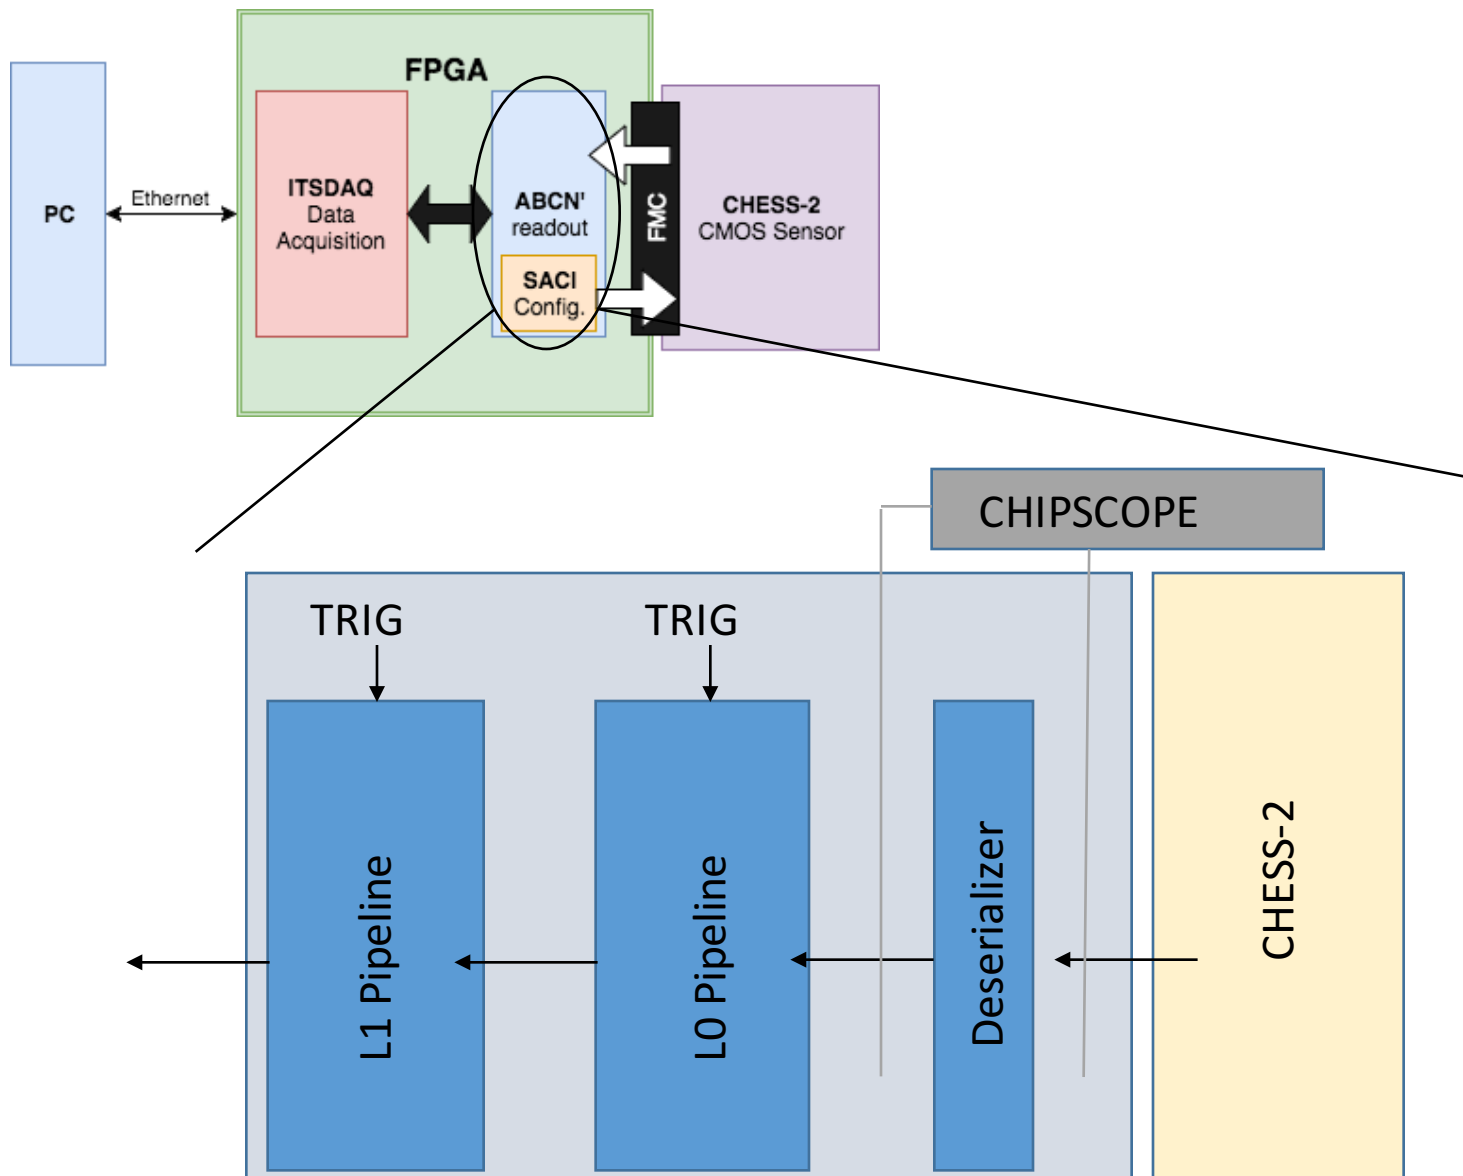 FPGA
PC
Ethernet
ITSDAQ
Data
Acquisition
ABCN'
readout
SACI
Config.
FMC
CHESS-2
CMOS Sensor
CHIPSCOPE
TRIG
TRIG
L1 Pipeline
L0 Pipeline
Deserializer
CHESS-2